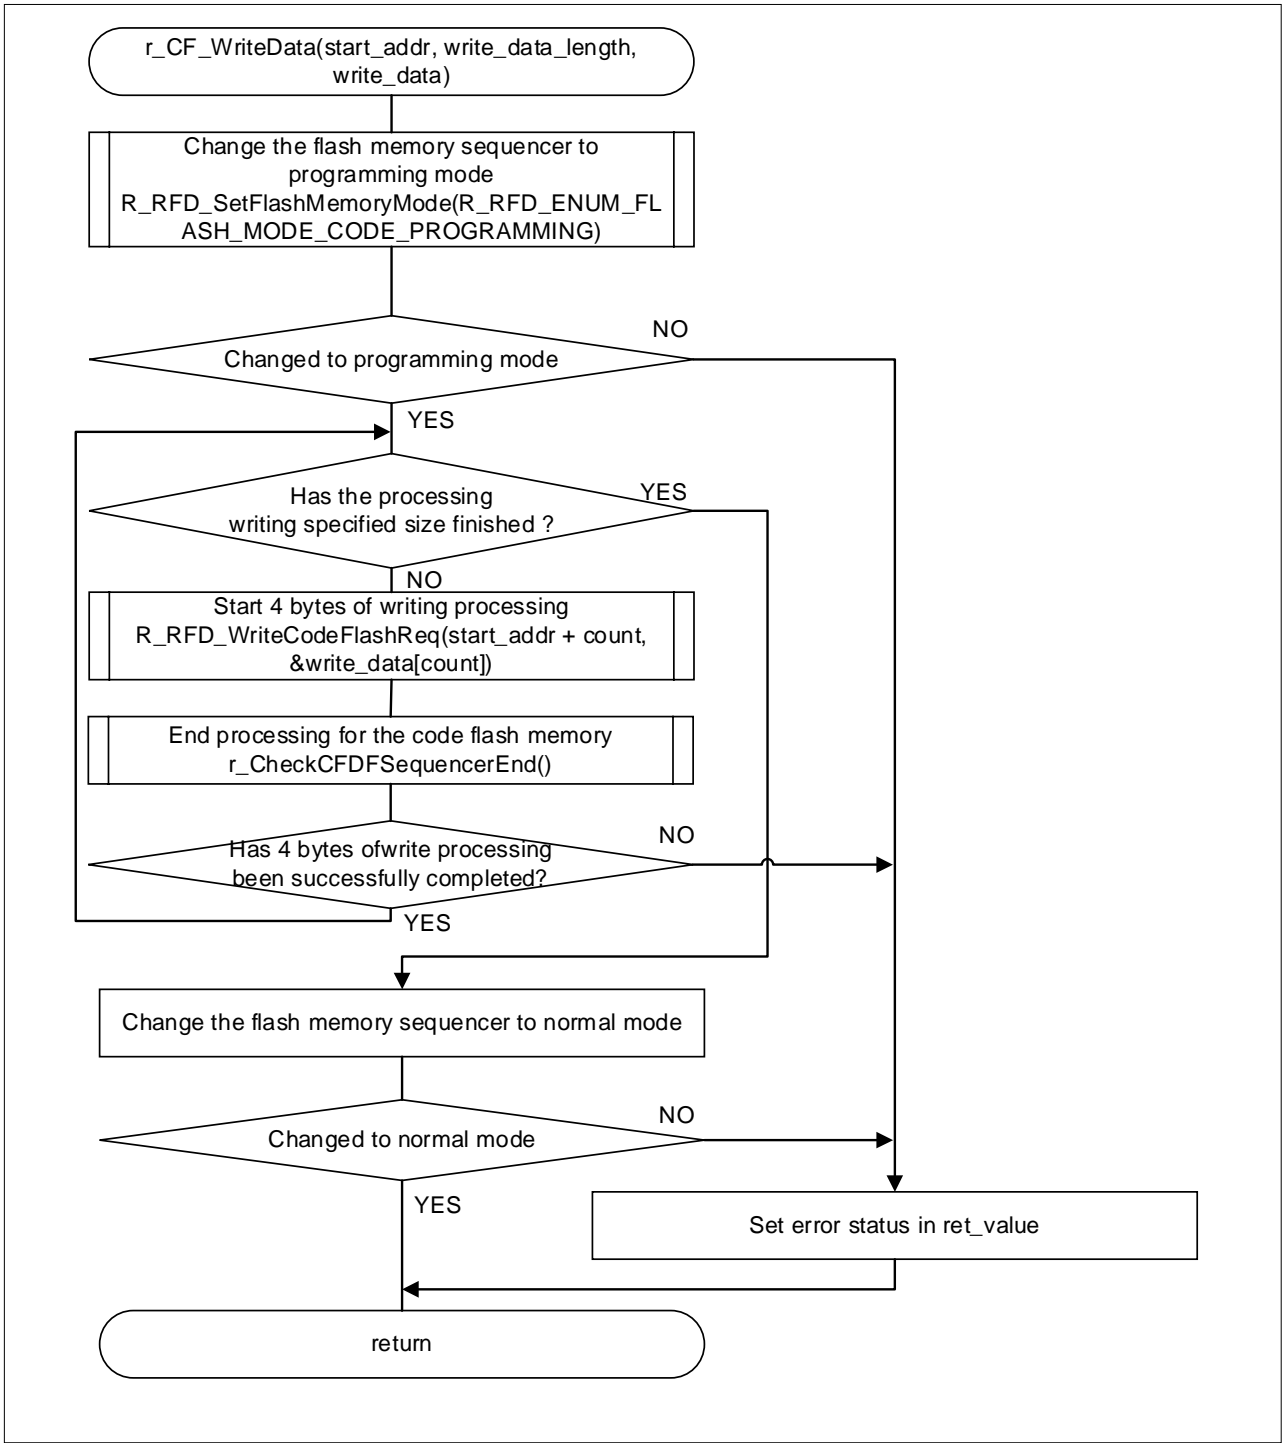 r_CF_WriteData(start_addr, write_data_length,
write_data)
Change the flash memory sequencer to
programming mode
R_RFD_SetFlashMemoryMode(R_RFD_ENUM_FL
ASH_MODE_CODE_PROGRAMMING)
NO
Changed to programming mode
YES
Has the processing
YES
writing specified size finished ?
NO
Start 4 bytes of writing processing
R_RFD_WriteCodeFlashReq(start_addr + count,
&write_data[count])
End processing for the code flash memory
r_CheckCFDFSequencerEnd()
NO
Has 4 bytes ofwrite processing
been successfully completed?
YES
Change the flash memory sequencer to normal mode
NO
Changed to normal mode
YES
Set error status in ret_value
return